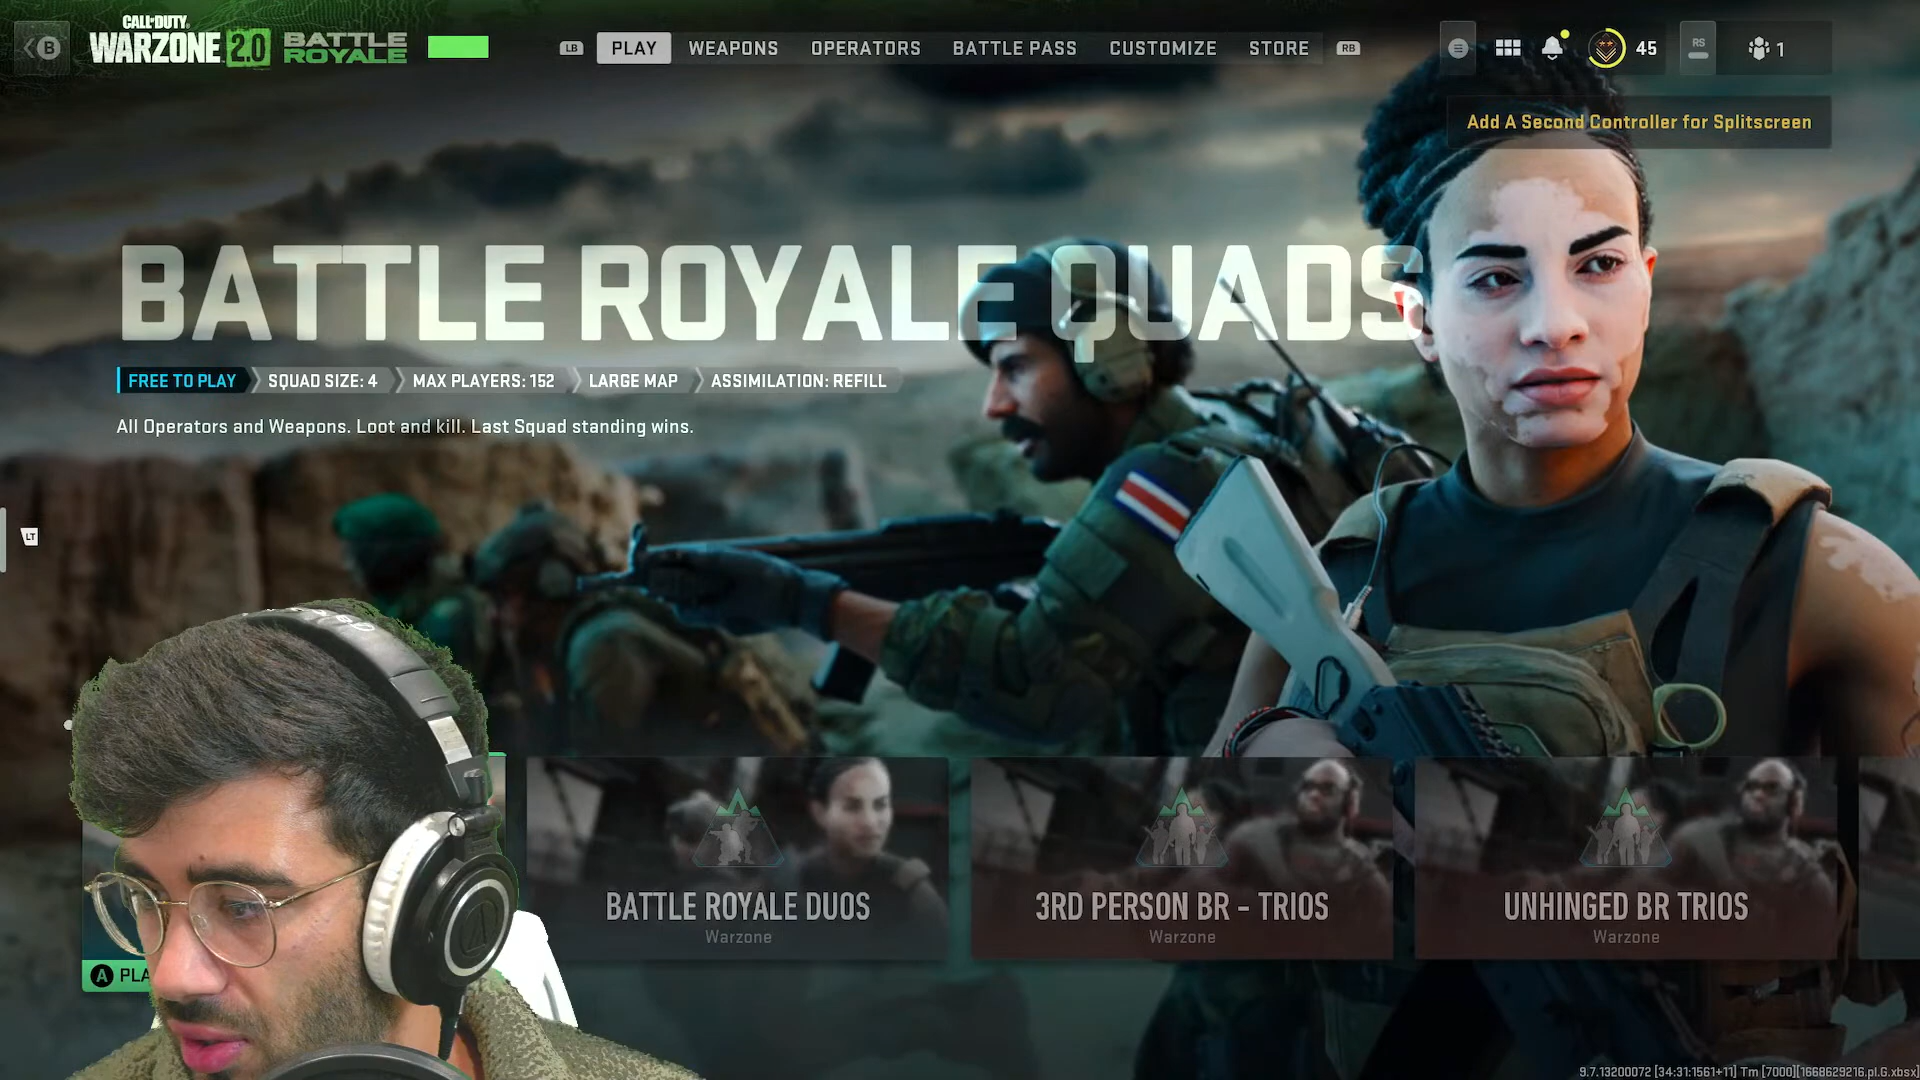 B
CALL OF DUTY
WARZONE 2.0
BATTLE
ROYALE
LB
PLAY
WEAPONS
OPERATORS
BATTLE PASS
CUSTOMIZE
STORE
RB
45
RS
1
Add A Second Controller for Splitscreen
BATTLE ROYALE QUADS
FREE TO PLAY
SQUAD SIZE: 4
MAX PLAYERS: 152
LARGE MAP
ASSIMILATION: REFILL
All Operators and Weapons. Loot and kill. Last Squad standing wins.
LT
A PLA
BATTLE ROYALE DUOS
Warzone
3RD PERSON BR - TRIOS
Warzone
UNHINGED BR TRIOS
Warzone
9.7.13200072 [34:31:1561+11] Tm [7000][1668629216.pl.G.xbsx]